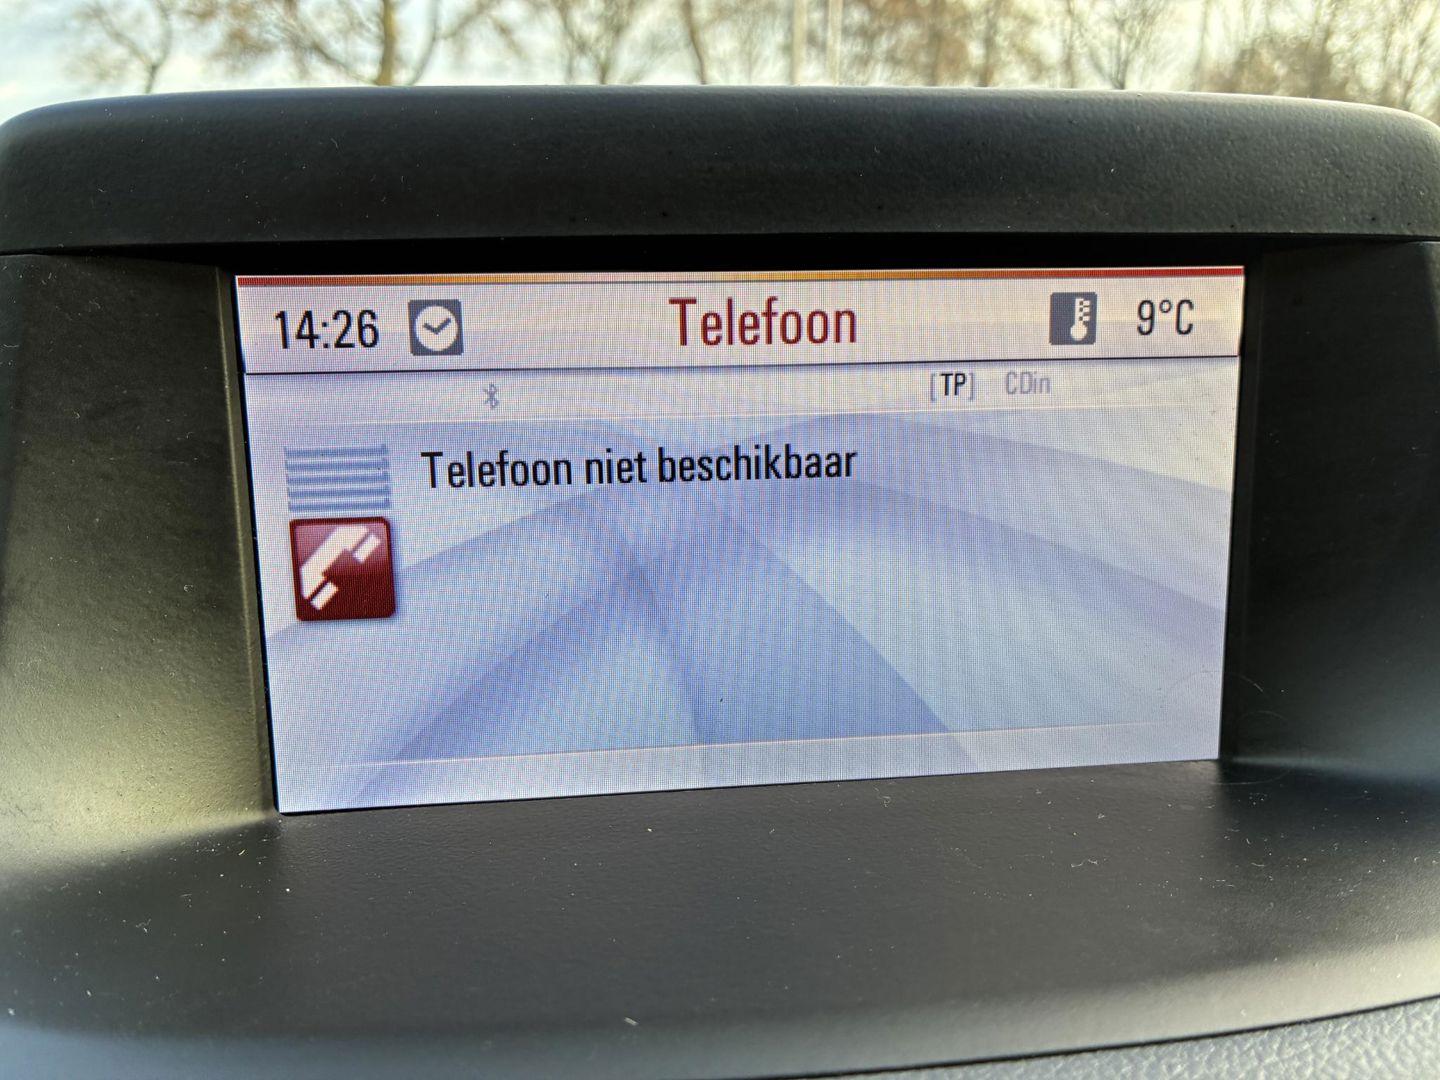 14:26 Telefoon 9°C
[TP] CDin
Telefoon niet beschikbaar